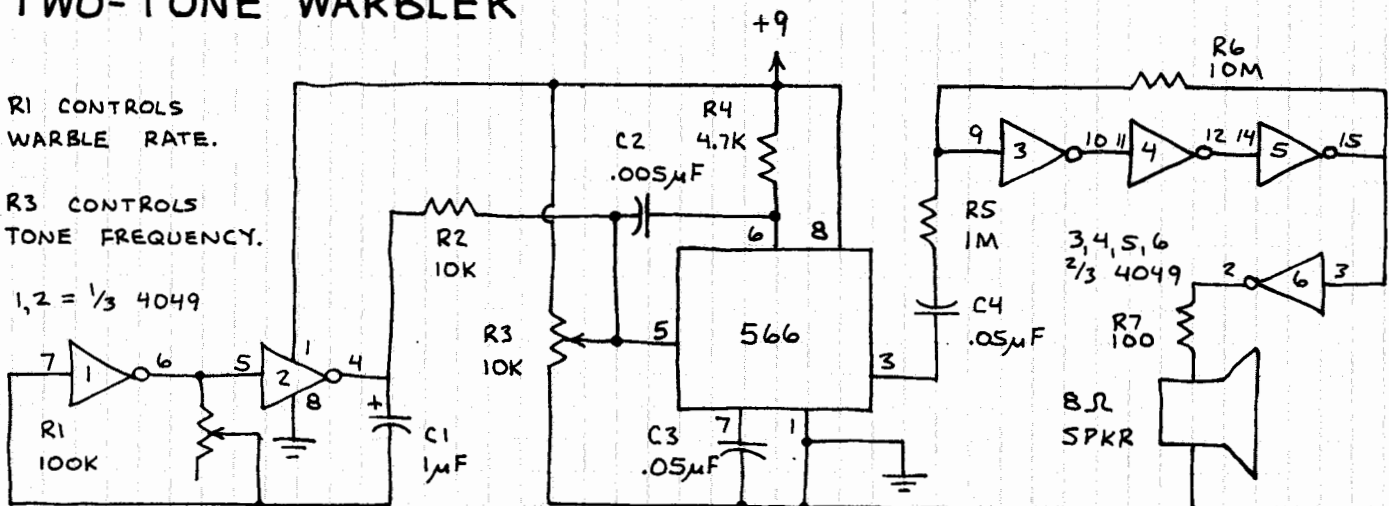 TWO-TONE WARBLER
+9
R1 CONTROLS
WARBLE RATE.
R3 CONTROLS
TONE FREQUENCY.
1,2 = 1/3 4049
7
1
6
R1
100K
5
2
1
8
4
+
C1
1µF
R2
10K
C2
.005µF
R4
4.7K
R3
10K
5
6
8
566
3
7
1
C3
.05µF
R5
1M
C4
.05µF
R6
10M
9
3
10
11
4
12
14
5
15
3,4,5,6
2/3 4049
2
6
3
R7
100
8Ω
SPKR